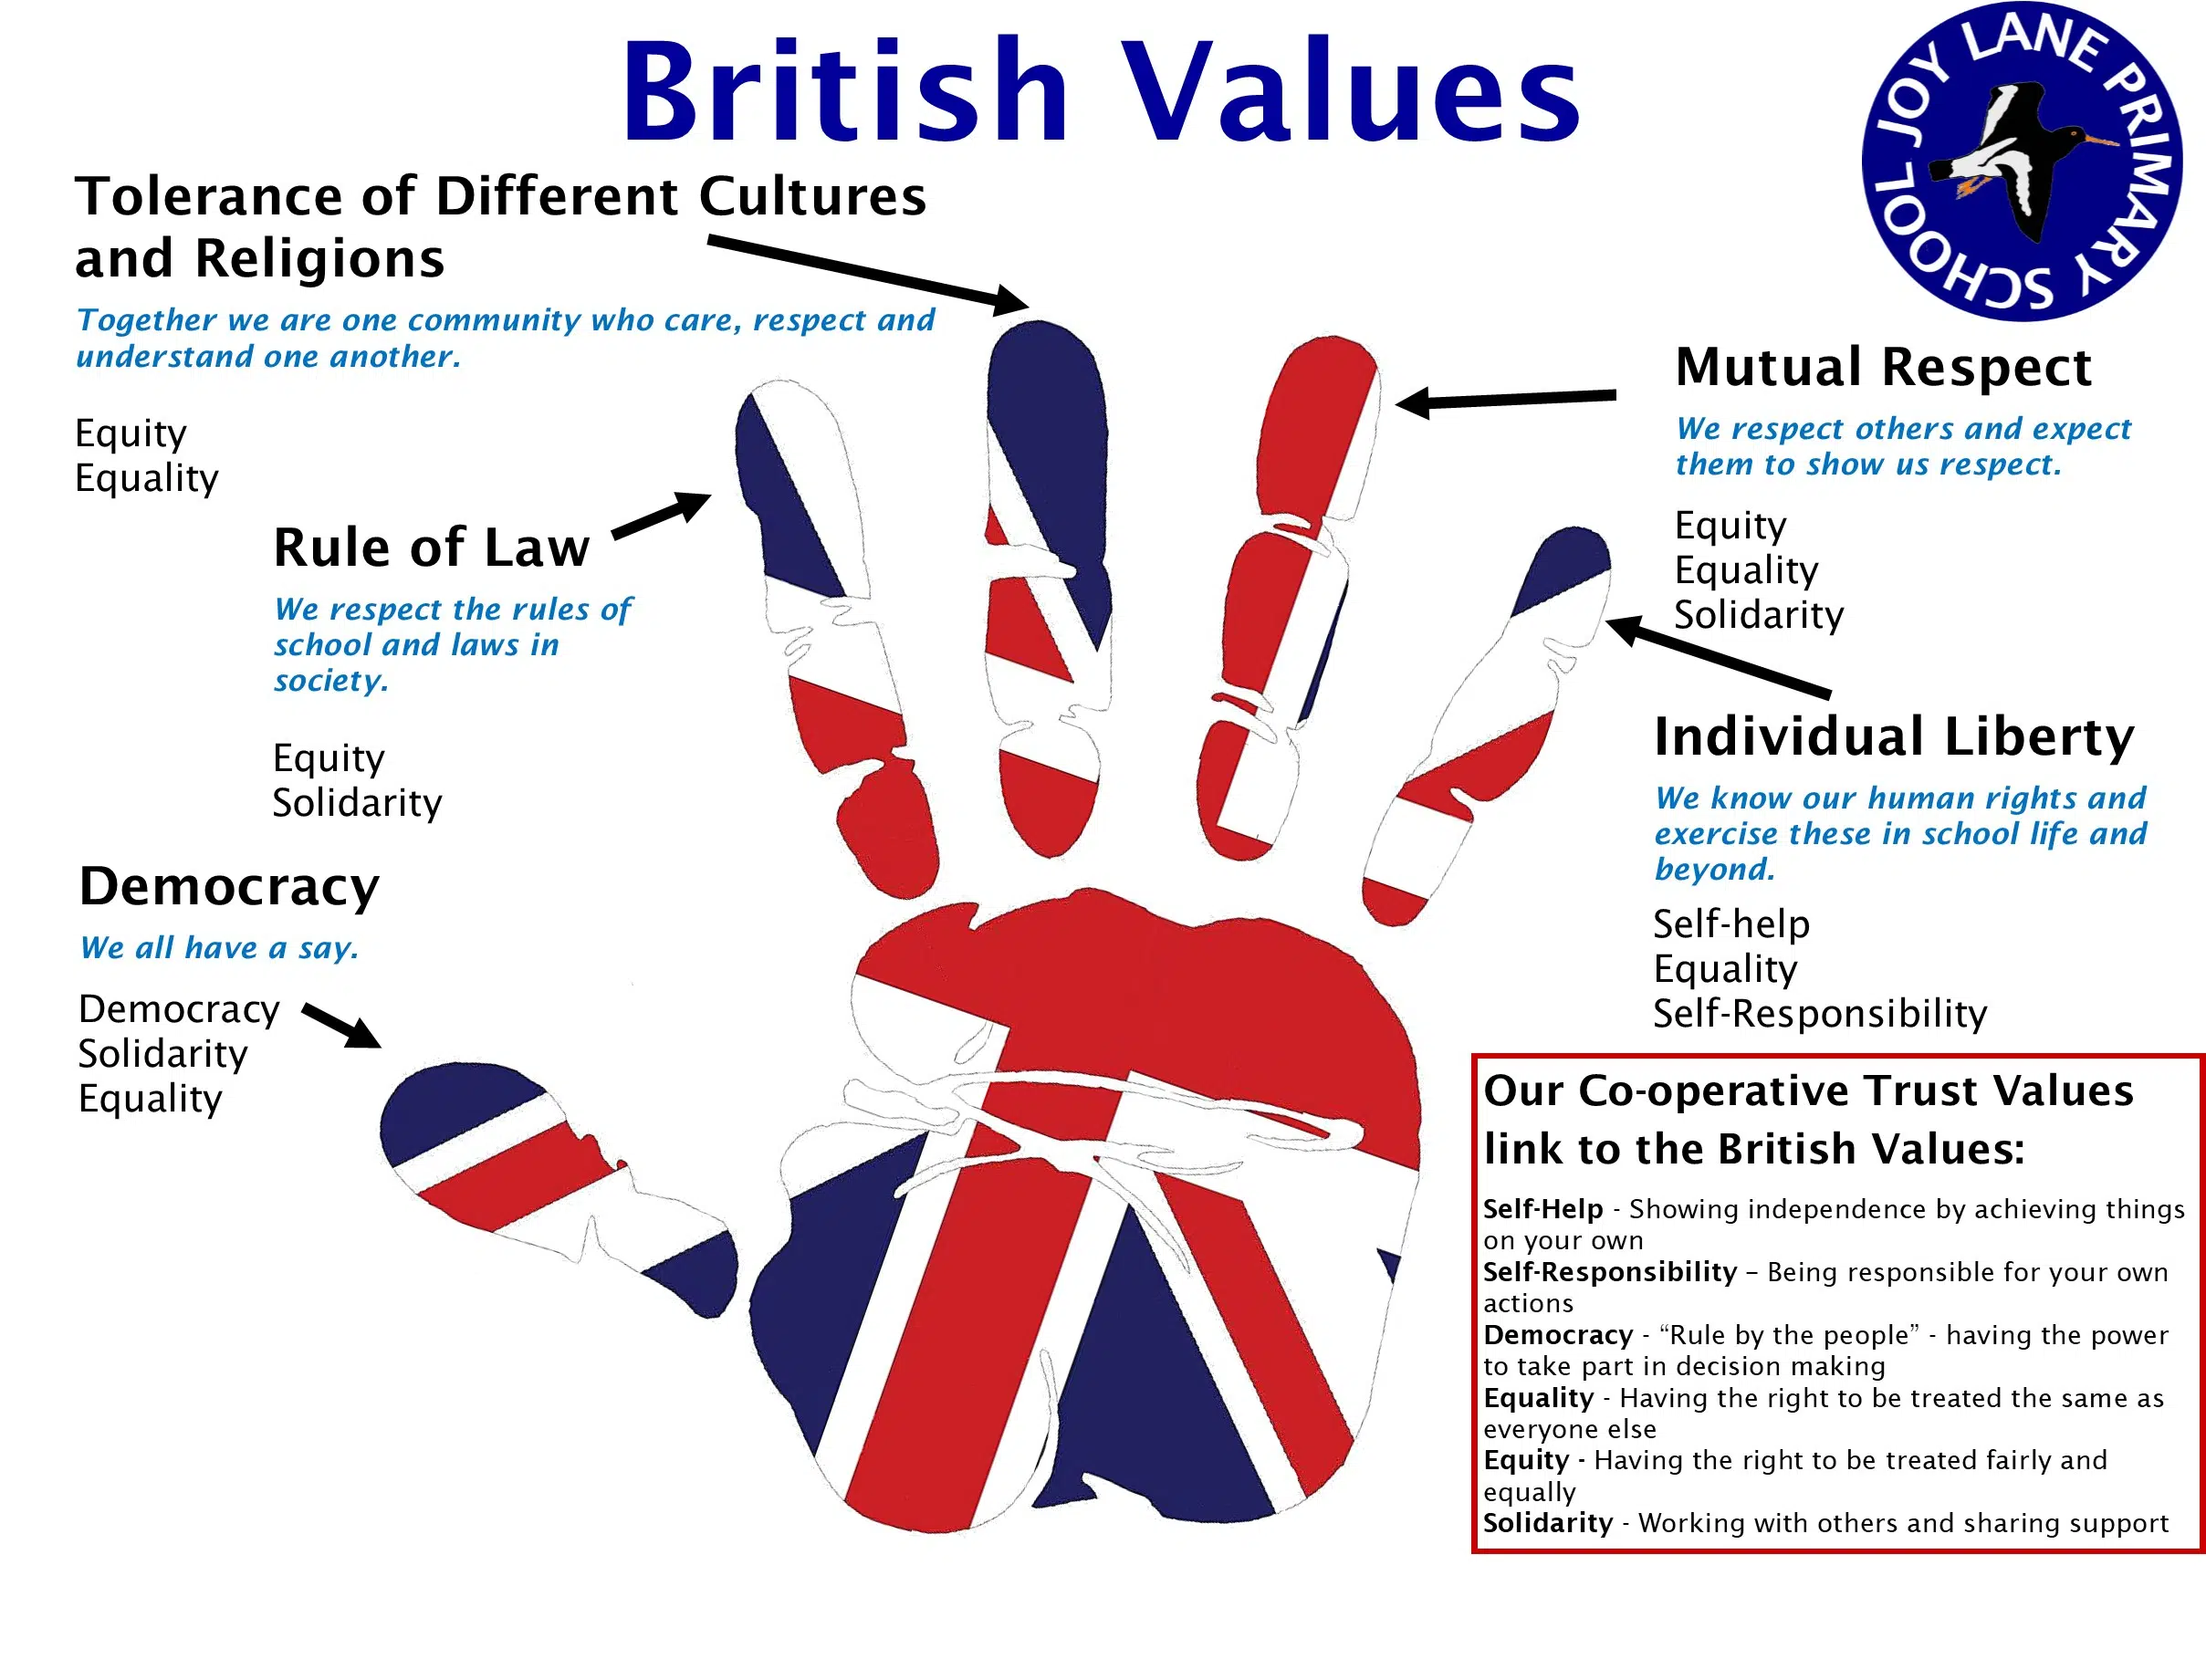 British Values
JOY LANE PRIMARY SCHOOL
Tolerance of Different Cultures
and Religions
Together we are one community who care, respect and
understand one another.
Equity
Equality
Rule of Law
We respect the rules of
school and laws in
society.
Equity
Solidarity
Democracy
We all have a say.
Democracy
Solidarity
Equality
Mutual Respect
We respect others and expect
them to show us respect.
Equity
Equality
Solidarity
Individual Liberty
We know our human rights and
exercise these in school life and
beyond.
Self-help
Equality
Self-Responsibility
Our Co-operative Trust Values
link to the British Values:
Self-Help - Showing independence by achieving things
on your own
Self-Responsibility – Being responsible for your own
actions
Democracy - “Rule by the people” - having the power
to take part in decision making
Equality - Having the right to be treated the same as
everyone else
Equity - Having the right to be treated fairly and
equally
Solidarity - Working with others and sharing support